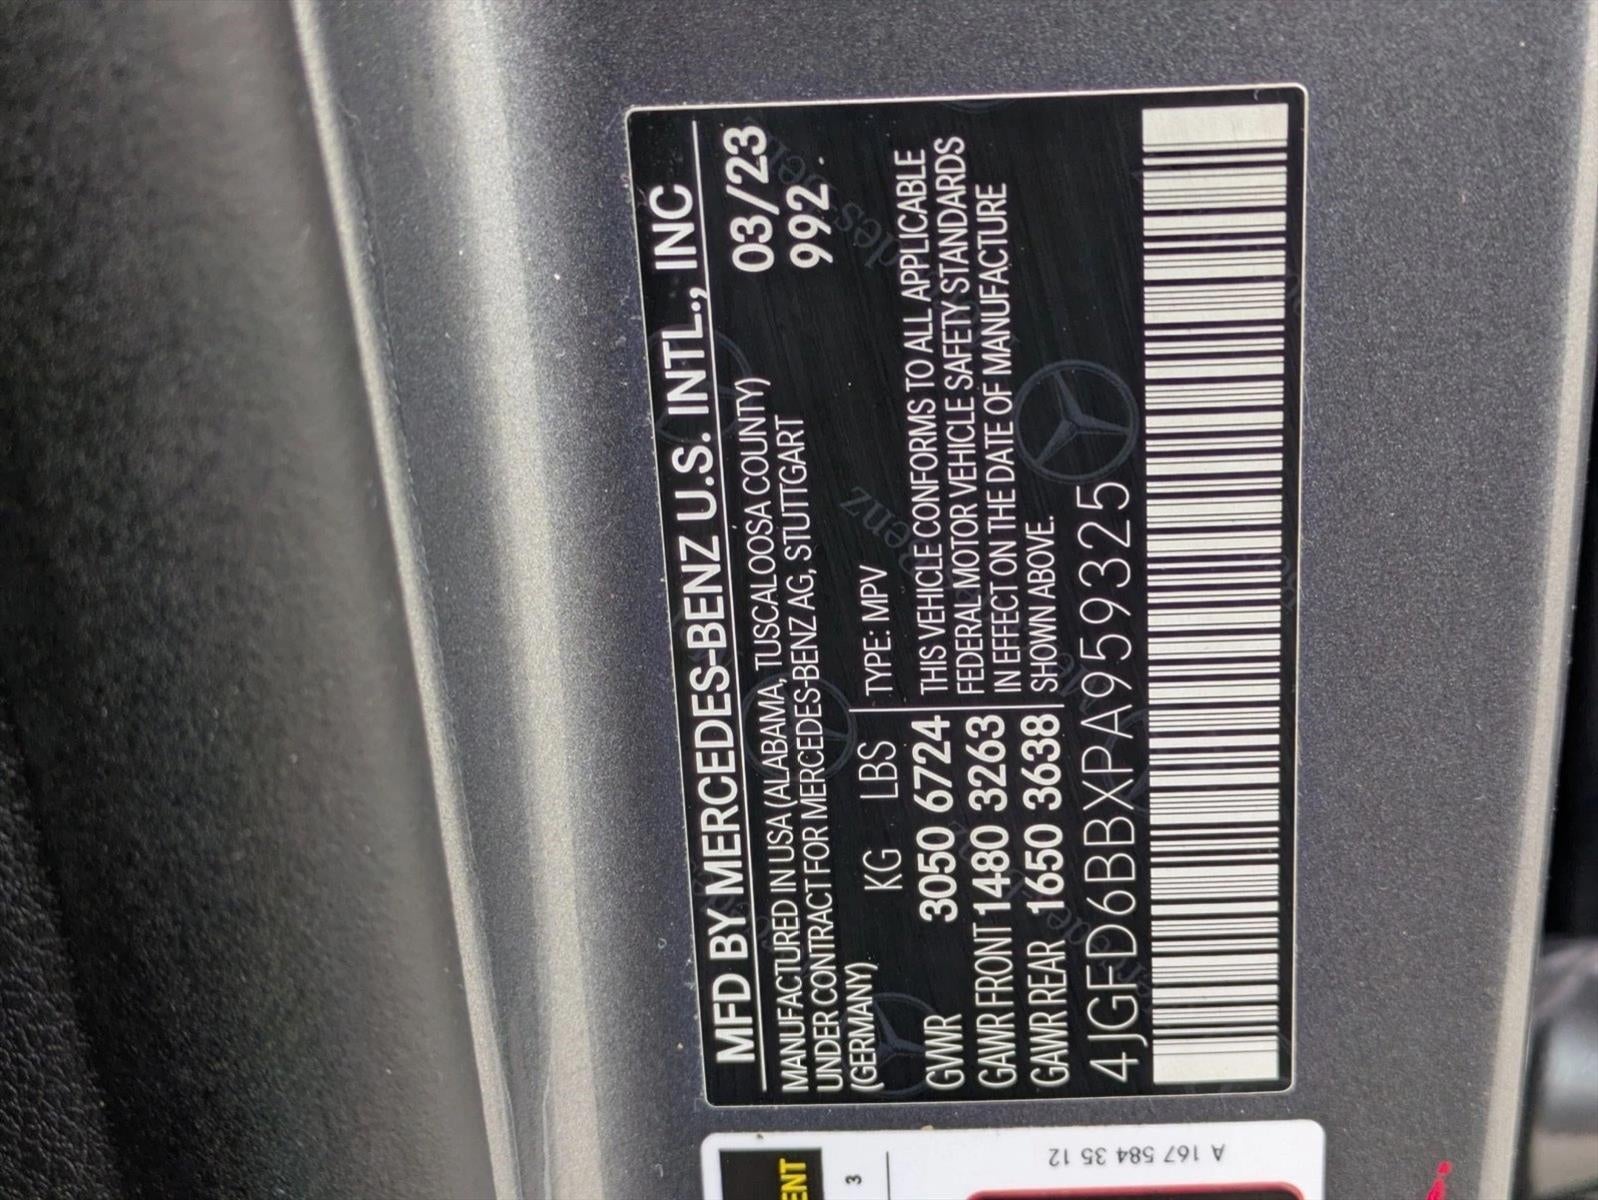 MFD BY MERCEDES-BENZ U.S. INTL., INC
MANUFACTURED IN USA (ALABAMA, TUSCALOOSA COUNTY) 03/23
UNDER CONTRACT FOR MERCEDES-BENZ AG, STUTTGART 992 .
(GERMANY)
KG LBS TYPE: MPV
GVWR 3050 6724 THIS VEHICLE CONFORMS TO ALL APPLICABLE
FEDERAL MOTOR VEHICLE SAFETY STANDARDS
GAWR FRONT 1480 3263 IN EFFECT ON THE DATE OF MANUFACTURE
GAWR REAR 1650 3638 SHOWN ABOVE.
4JGFD6BBXPA959325
A 167 584 35 12
ENT
3